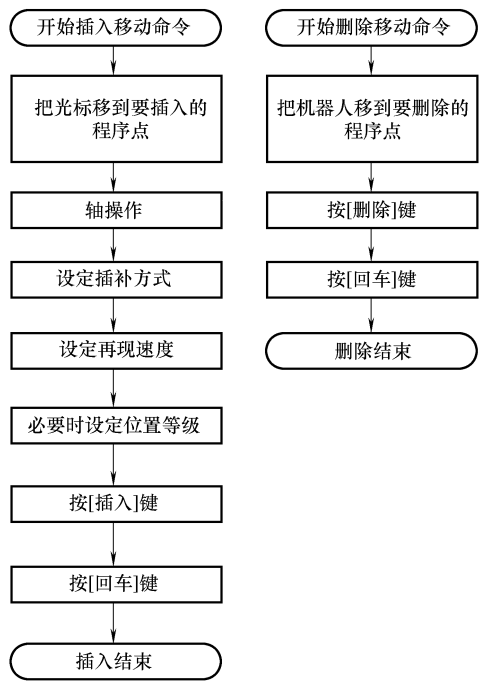 开始插入移动命令
把光标移到要插入的
程序点
轴操作
设定插补方式
设定再现速度
必要时设定位置等级
按[插入]键
按[回车]键
插入结束
开始删除移动命令
把机器人移到要删除的
程序点
按[删除]键
按[回车]键
删除结束